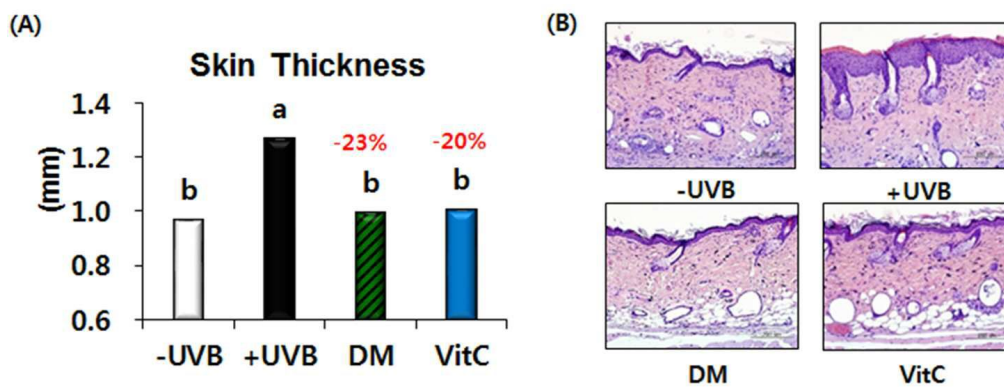 (A)
Skin Thickness
(mm)
1.4
1.2
1.0
0.8
0.6
b
a
-23%
b
-20%
b
-UVB
+UVB
DM
VitC
(B)
-UVB
+UVB
DM
VitC